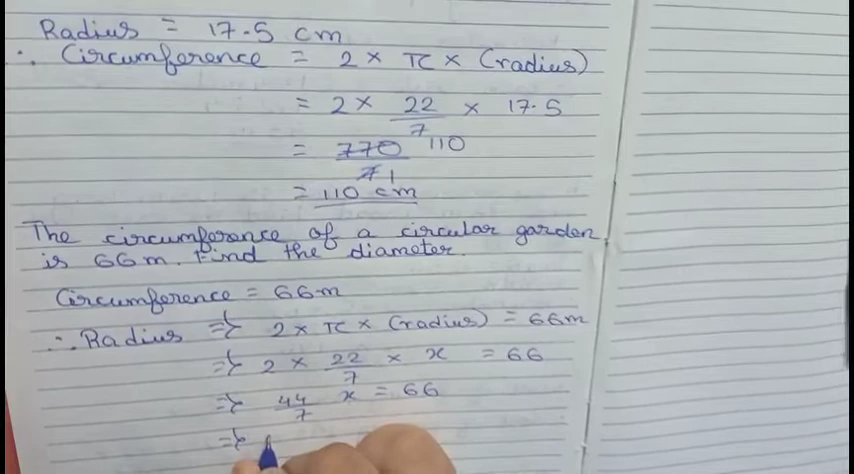 Radius = 17.5 cm
∴ Circumference = 2 × π × (radius)
= 2 × 22/7 × 17.5
= 770/7 110/1
= 110 cm
The circumference of a circular garden
is 66m. Find the diameter.
Circumference = 66m
∴ Radius ⇒ 2 × π × (radius) = 66m
⇒ 2 × 22/7 × x = 66
⇒ 44/7 x = 66
⇒